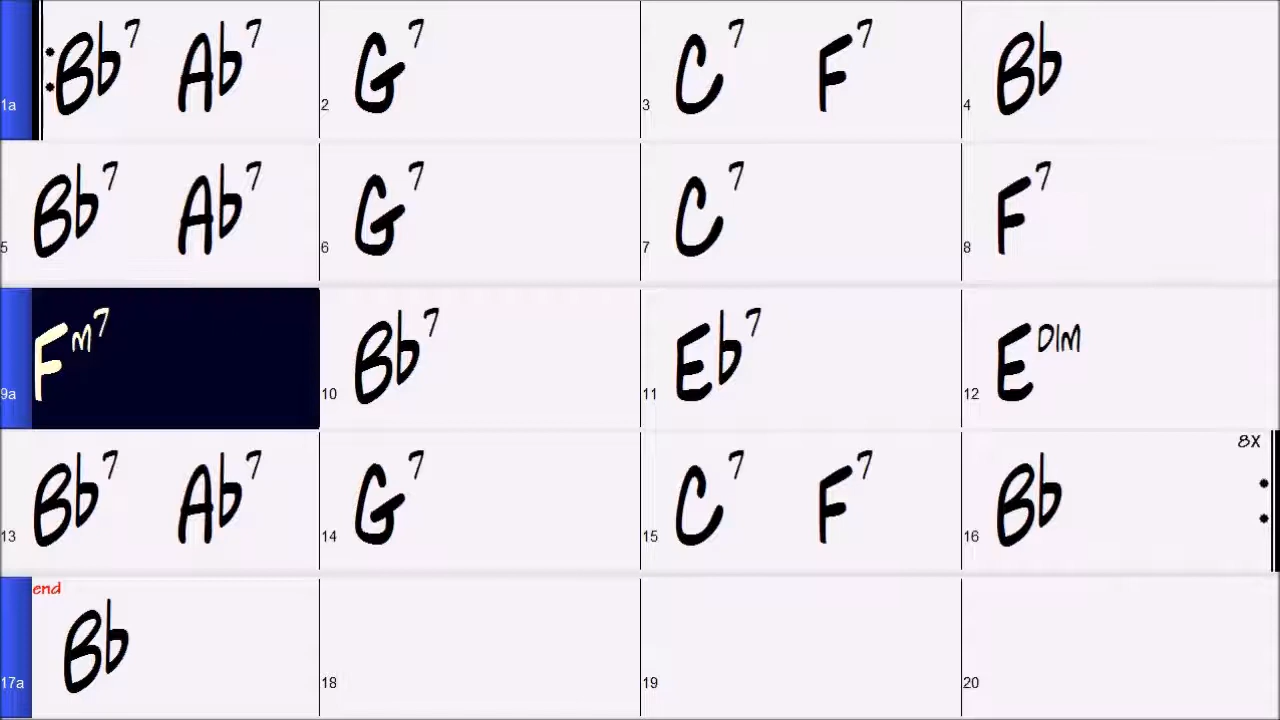 Bb7 Ab7 G7 C7 F7 Bb
1a 2 3 4
Bb7 Ab7 G7 C7 F7
5 6 7 8
Fm7 Bb7 Eb7 EDIM
9a 10 11 12
8X
Bb7 Ab7 G7 C7 F7 Bb
13 14 15 16
end
Bb
17a 18 19 20